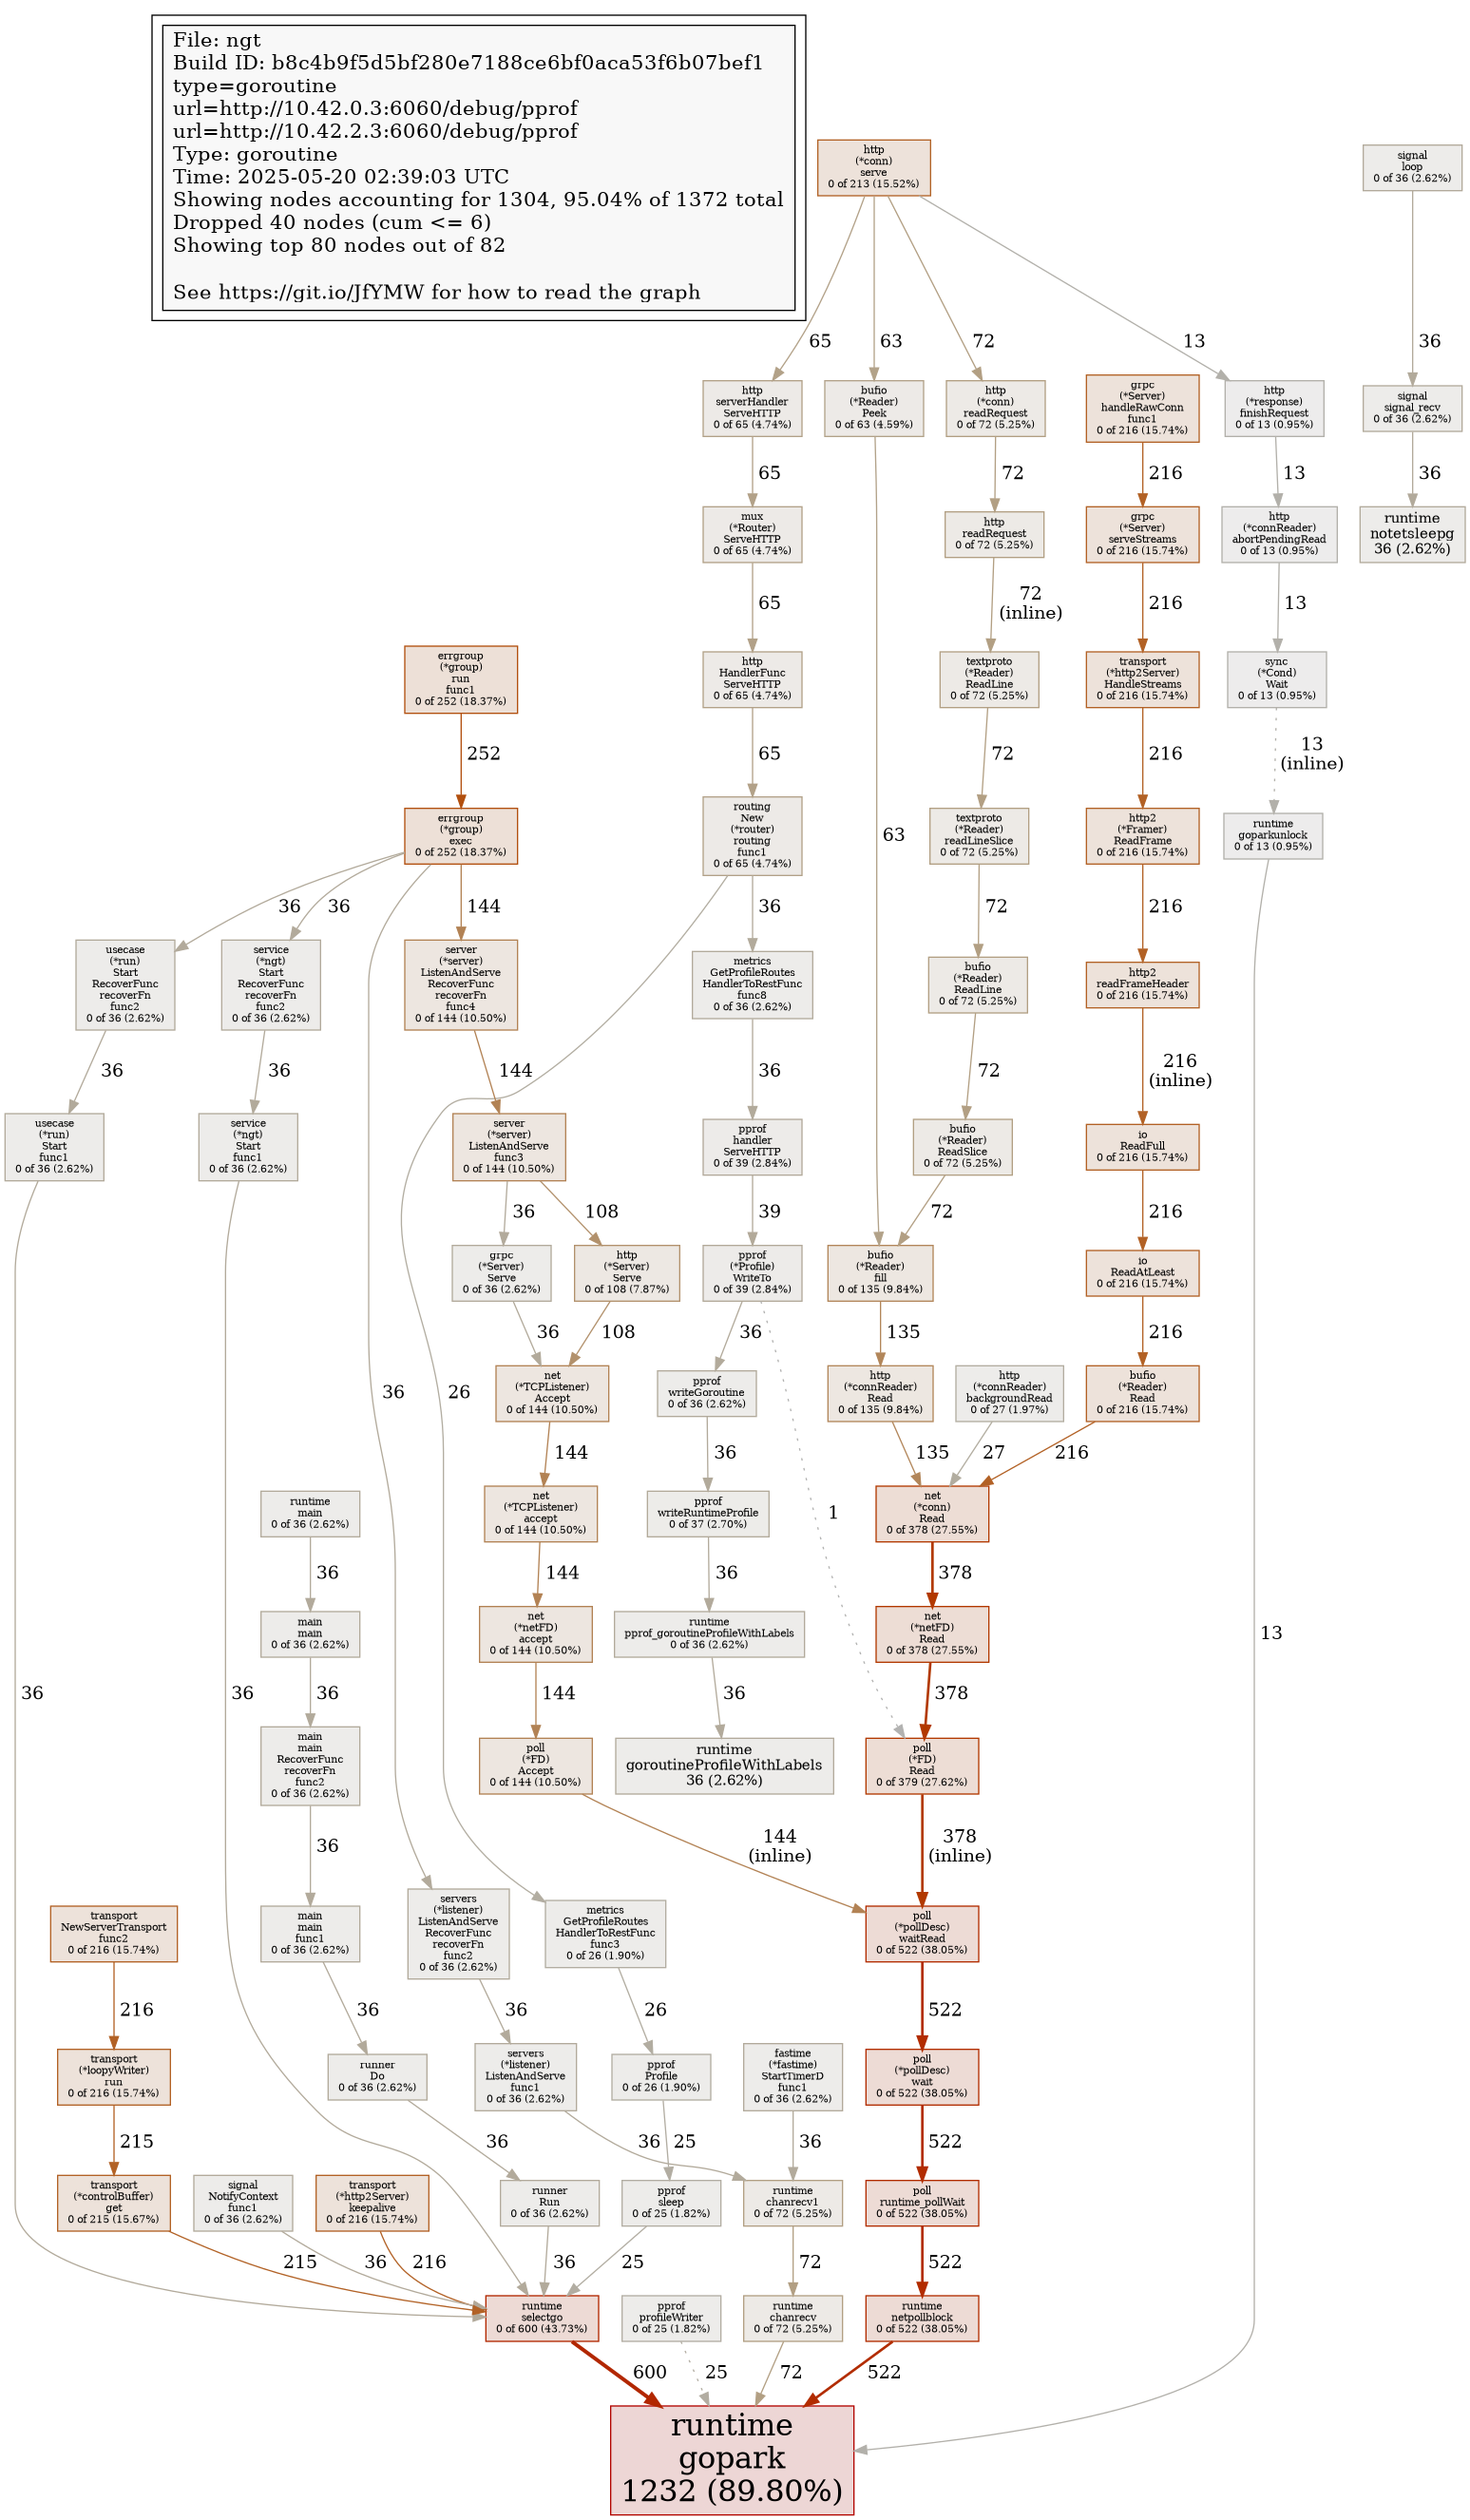 File: ngt
Build ID: b8c4b9f5d5bf280e7188ce6bf0aca53f6b07bef1
type=goroutine
url=http://10.42.0.3:6060/debug/pprof
url=http://10.42.2.3:6060/debug/pprof
Type: goroutine
Time: 2025-05-20 02:39:03 UTC
Showing nodes accounting for 1304, 95.04% of 1372 total
Dropped 40 nodes (cum <= 6)
Showing top 80 nodes out of 82
See https://git.io/JfYMW for how to read the graph
http
(*conn)
serve
0 of 213 (15.52%)
signal
loop
0 of 36 (2.62%)
65
63
72
13
36
http
serverHandler
ServeHTTP
0 of 65 (4.74%)
bufio
(*Reader)
Peek
0 of 63 (4.59%)
http
(*conn)
readRequest
0 of 72 (5.25%)
grpc
(*Server)
handleRawConn
func1
0 of 216 (15.74%)
http
(*response)
finishRequest
0 of 13 (0.95%)
signal
signal_recv
0 of 36 (2.62%)
65
72
216
13
36
mux
(*Router)
ServeHTTP
0 of 65 (4.74%)
http
readRequest
0 of 72 (5.25%)
grpc
(*Server)
serveStreams
0 of 216 (15.74%)
http
(*connReader)
abortPendingRead
0 of 13 (0.95%)
runtime
notetsleepg
36 (2.62%)
65
72
(inline)
216
13
errgroup
(*group)
run
func1
0 of 252 (18.37%)
http
HandlerFunc
ServeHTTP
0 of 65 (4.74%)
textproto
(*Reader)
ReadLine
0 of 72 (5.25%)
transport
(*http2Server)
HandleStreams
0 of 216 (15.74%)
sync
(*Cond)
Wait
0 of 13 (0.95%)
252
65
72
216
13
(inline)
errgroup
(*group)
exec
0 of 252 (18.37%)
routing
New
(*router)
routing
func1
0 of 65 (4.74%)
63
textproto
(*Reader)
readLineSlice
0 of 72 (5.25%)
http2
(*Framer)
ReadFrame
0 of 216 (15.74%)
runtime
goparkunlock
0 of 13 (0.95%)
36
36
144
36
72
216
usecase
(*run)
Start
RecoverFunc
recoverFn
func2
0 of 36 (2.62%)
service
(*ngt)
Start
RecoverFunc
recoverFn
func2
0 of 36 (2.62%)
server
(*server)
ListenAndServe
RecoverFunc
recoverFn
func4
0 of 144 (10.50%)
metrics
GetProfileRoutes
HandlerToRestFunc
func8
0 of 36 (2.62%)
bufio
(*Reader)
ReadLine
0 of 72 (5.25%)
http2
readFrameHeader
0 of 216 (15.74%)
36
36
144
36
72
216
(inline)
usecase
(*run)
Start
func1
0 of 36 (2.62%)
service
(*ngt)
Start
func1
0 of 36 (2.62%)
server
(*server)
ListenAndServe
func3
0 of 144 (10.50%)
pprof
handler
ServeHTTP
0 of 39 (2.84%)
bufio
(*Reader)
ReadSlice
0 of 72 (5.25%)
io
ReadFull
0 of 216 (15.74%)
36
108
39
72
216
grpc
(*Server)
Serve
0 of 36 (2.62%)
http
(*Server)
Serve
0 of 108 (7.87%)
pprof
(*Profile)
WriteTo
0 of 39 (2.84%)
bufio
(*Reader)
fill
0 of 135 (9.84%)
io
ReadAtLeast
0 of 216 (15.74%)
36
108
36
135
216
36
26
net
(*TCPListener)
Accept
0 of 144 (10.50%)
pprof
writeGoroutine
0 of 36 (2.62%)
http
(*connReader)
Read
0 of 135 (9.84%)
http
(*connReader)
backgroundRead
0 of 27 (1.97%)
bufio
(*Reader)
Read
0 of 216 (15.74%)
144
36
135
27
216
runtime
main
0 of 36 (2.62%)
net
(*TCPListener)
accept
0 of 144 (10.50%)
pprof
writeRuntimeProfile
0 of 37 (2.70%)
1
net
(*conn)
Read
0 of 378 (27.55%)
36
144
36
378
main
main
0 of 36 (2.62%)
net
(*netFD)
accept
0 of 144 (10.50%)
runtime
pprof_goroutineProfileWithLabels
0 of 36 (2.62%)
net
(*netFD)
Read
0 of 378 (27.55%)
13
36
36
36
144
36
378
main
main
RecoverFunc
recoverFn
func2
0 of 36 (2.62%)
poll
(*FD)
Accept
0 of 144 (10.50%)
runtime
goroutineProfileWithLabels
36 (2.62%)
poll
(*FD)
Read
0 of 379 (27.62%)
36
144
(inline)
378
(inline)
transport
NewServerTransport
func2
0 of 216 (15.74%)
main
main
func1
0 of 36 (2.62%)
servers
(*listener)
ListenAndServe
RecoverFunc
recoverFn
func2
0 of 36 (2.62%)
metrics
GetProfileRoutes
HandlerToRestFunc
func3
0 of 26 (1.90%)
poll
(*pollDesc)
waitRead
0 of 522 (38.05%)
216
36
36
26
522
transport
(*loopyWriter)
run
0 of 216 (15.74%)
runner
Do
0 of 36 (2.62%)
servers
(*listener)
ListenAndServe
func1
0 of 36 (2.62%)
pprof
Profile
0 of 26 (1.90%)
fastime
(*fastime)
StartTimerD
func1
0 of 36 (2.62%)
poll
(*pollDesc)
wait
0 of 522 (38.05%)
215
36
36
25
36
522
transport
(*controlBuffer)
get
0 of 215 (15.67%)
signal
NotifyContext
func1
0 of 36 (2.62%)
transport
(*http2Server)
keepalive
0 of 216 (15.74%)
runner
Run
0 of 36 (2.62%)
pprof
sleep
0 of 25 (1.82%)
runtime
chanrecv1
0 of 72 (5.25%)
poll
runtime_pollWait
0 of 522 (38.05%)
215
36
216
36
25
72
522
runtime
selectgo
0 of 600 (43.73%)
pprof
profileWriter
0 of 25 (1.82%)
runtime
chanrecv
0 of 72 (5.25%)
runtime
netpollblock
0 of 522 (38.05%)
600
25
72
522
runtime
gopark
1232 (89.80%)